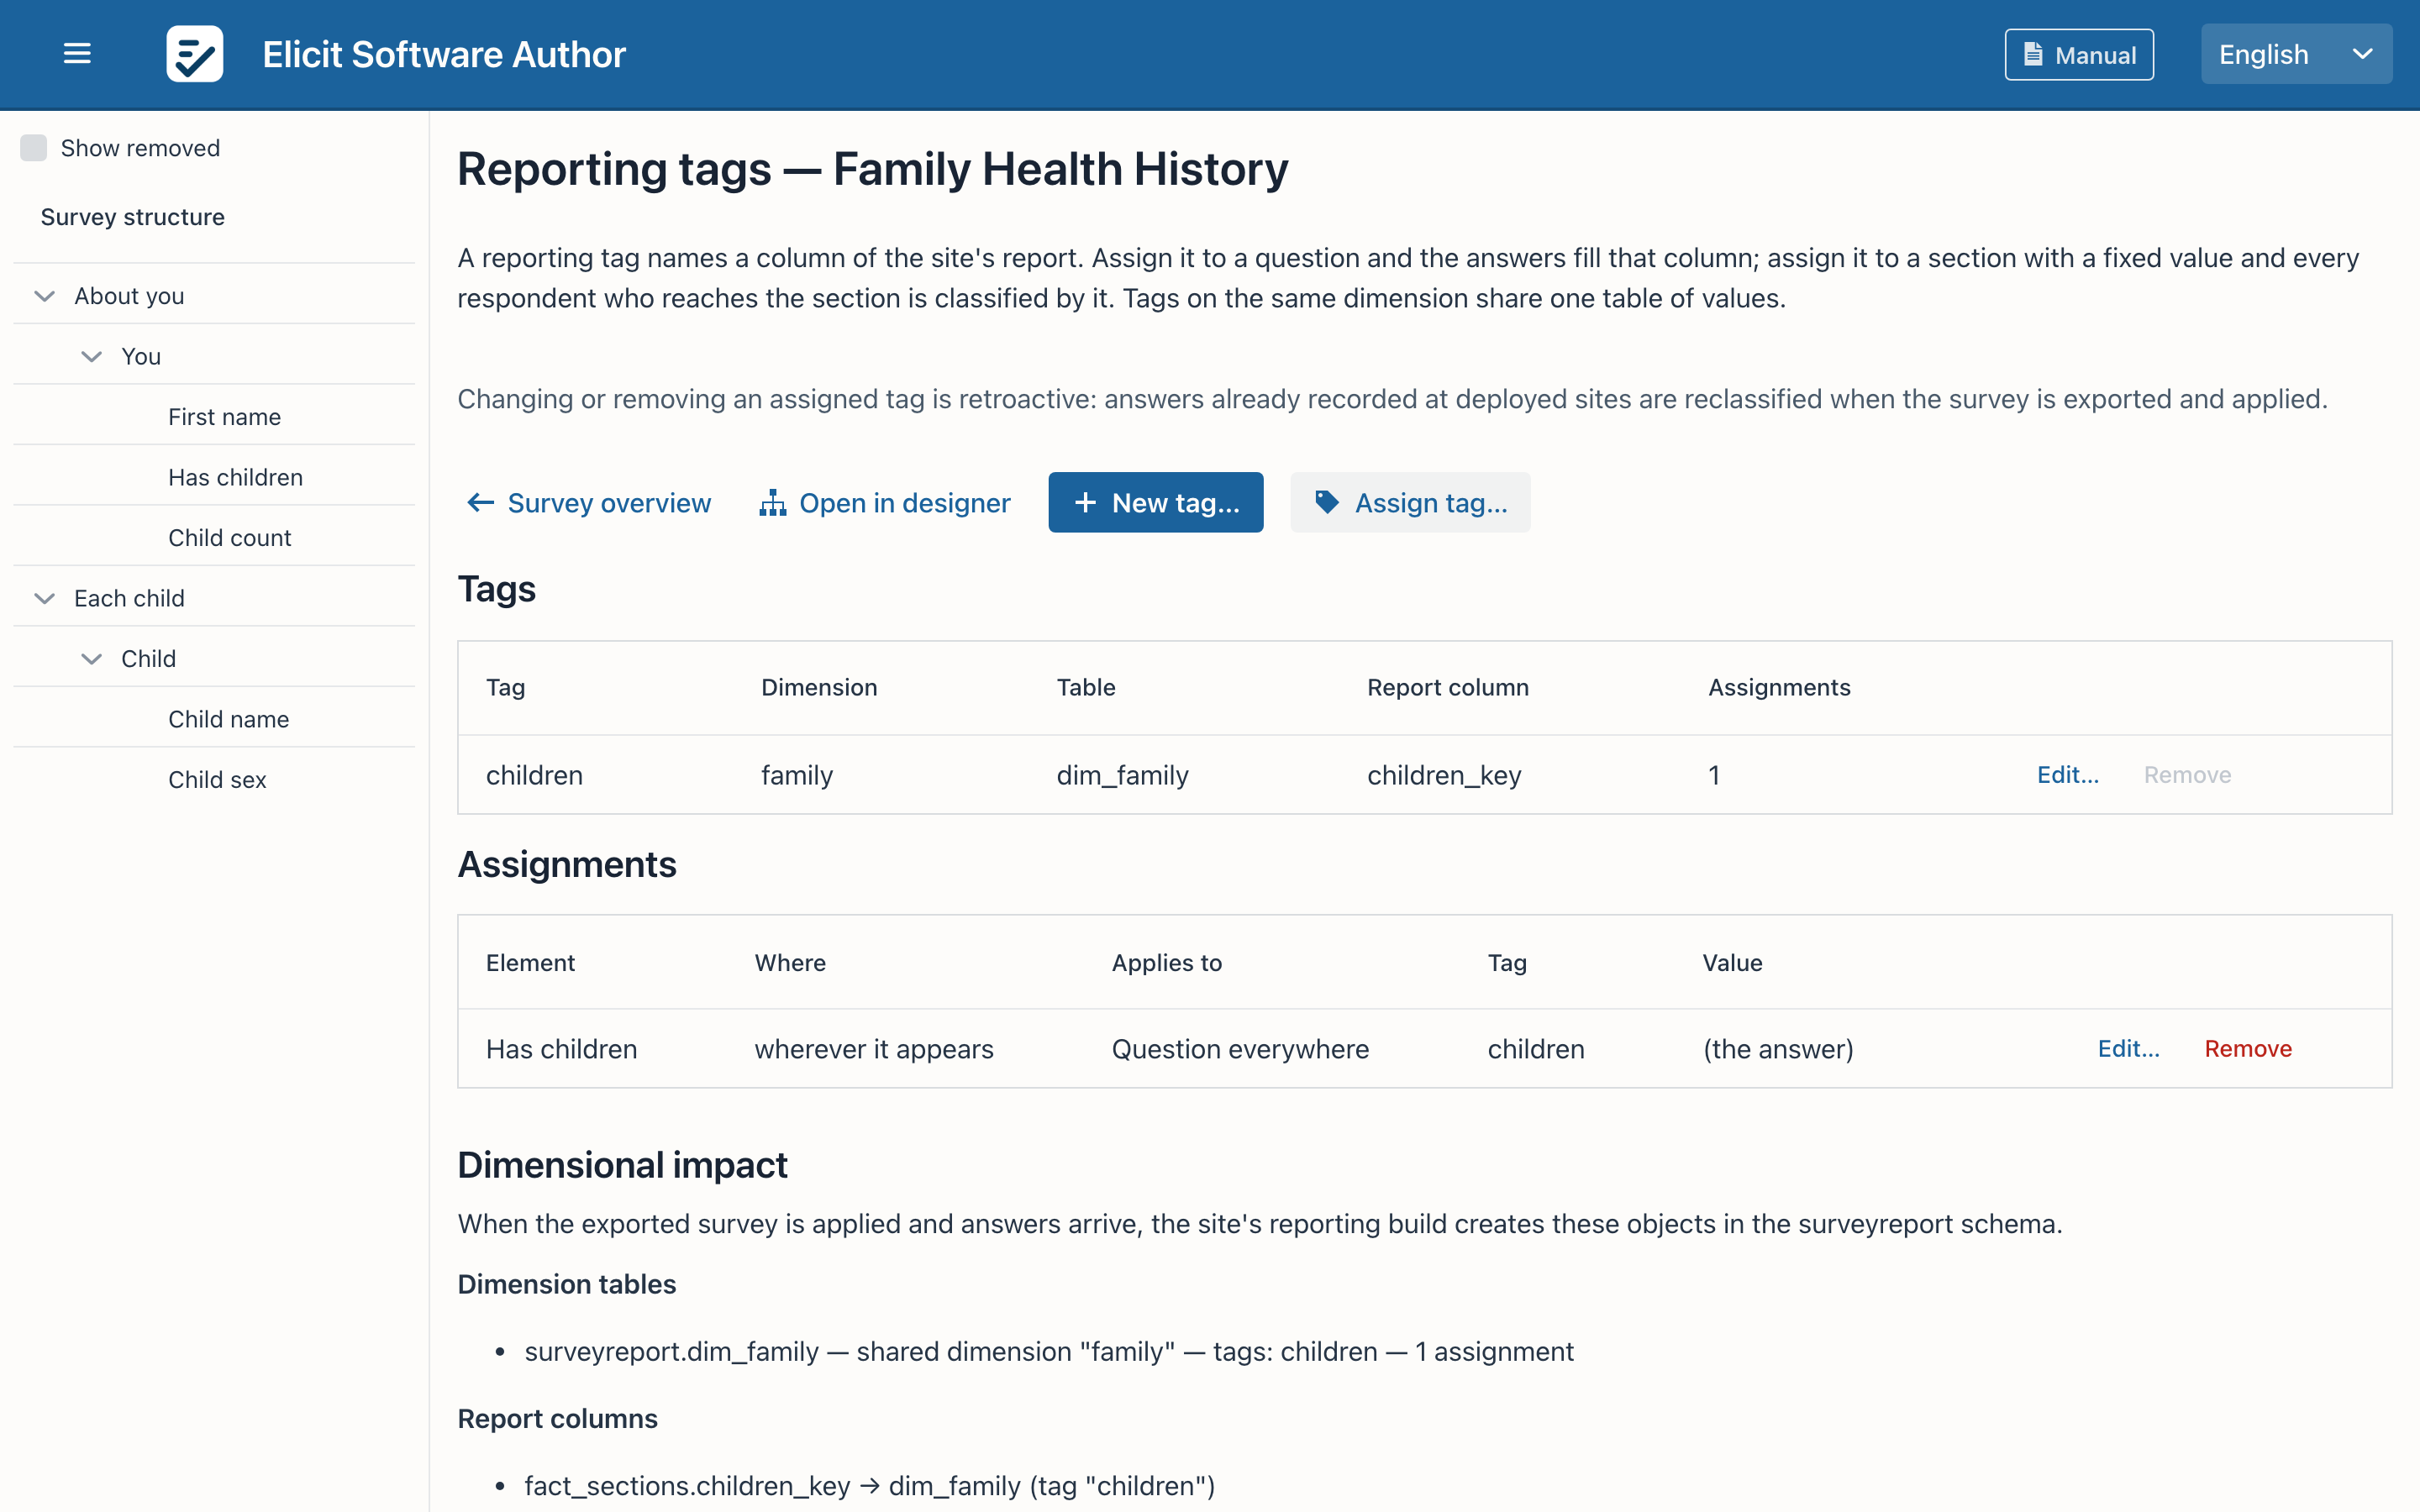 Elicit Software Author
Manual
English
Show removed
Survey structure
About you
You
First name
Has children
Child count
Each child
Child
Child name
Child sex
Reporting tags — Family Health History
A reporting tag names a column of the site's report. Assign it to a question and the answers fill that column; assign it to a section with a fixed value and every
respondent who reaches the section is classified by it. Tags on the same dimension share one table of values.
Changing or removing an assigned tag is retroactive: answers already recorded at deployed sites are reclassified when the survey is exported and applied.
← Survey overview
Open in designer
+ New tag...
Assign tag...
Tags
Tag Dimension Table Report column Assignments
children family dim_family children_key 1 Edit... Remove
Assignments
Element Where Applies to Tag Value
Has children wherever it appears Question everywhere children (the answer) Edit... Remove
Dimensional impact
When the exported survey is applied and answers arrive, the site's reporting build creates these objects in the surveyreport schema.
Dimension tables
• surveyreport.dim_family — shared dimension "family" — tags: children — 1 assignment
Report columns
• fact_sections.children_key → dim_family (tag "children")